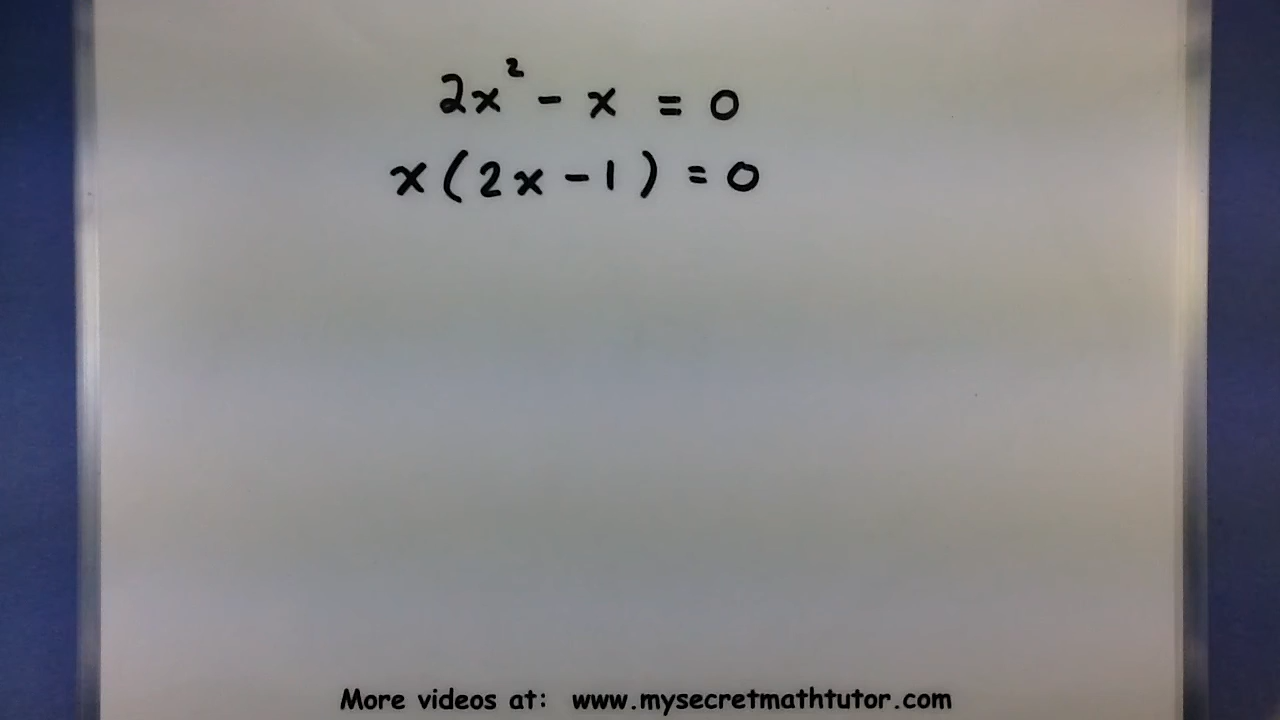 2x² - x = 0
x(2x - 1) = 0
More videos at: www.mysecretmathtutor.com